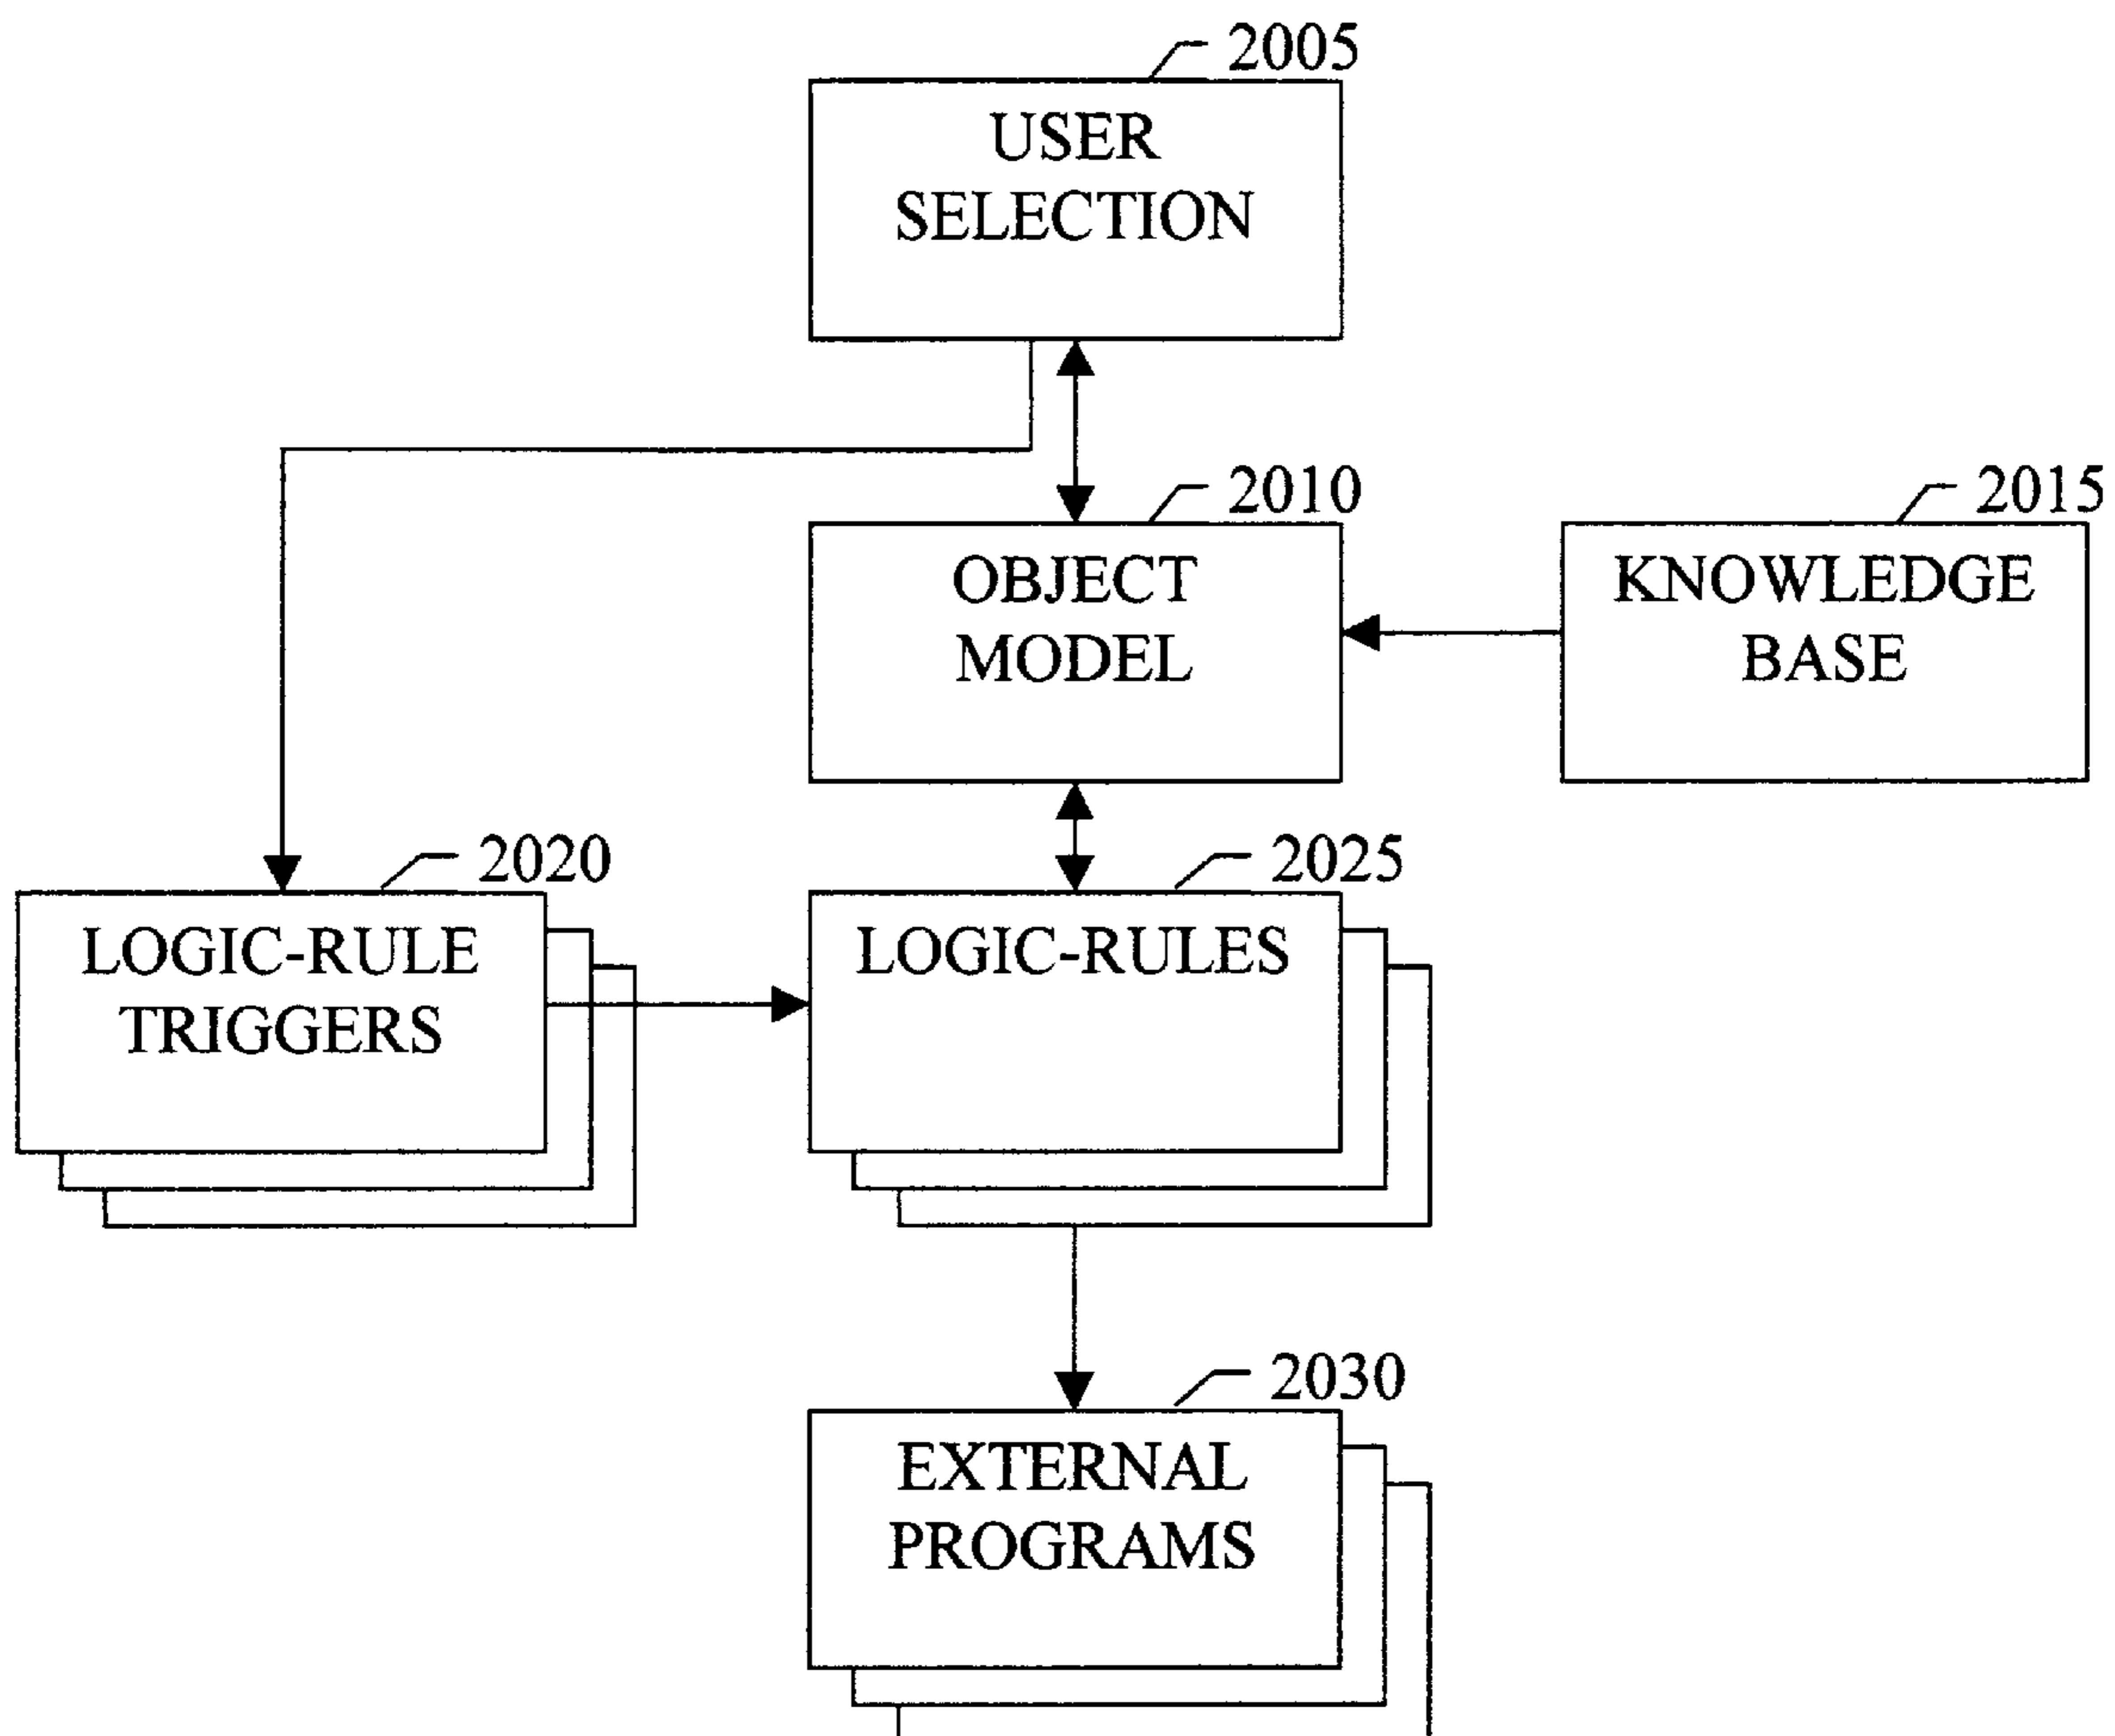 2005
USER
SELECTION
2010
OBJECT
MODEL
2015
KNOWLEDGE
BASE
2020
LOGIC-RULE
TRIGGERS
2025
LOGIC-RULES
2030
EXTERNAL
PROGRAMS